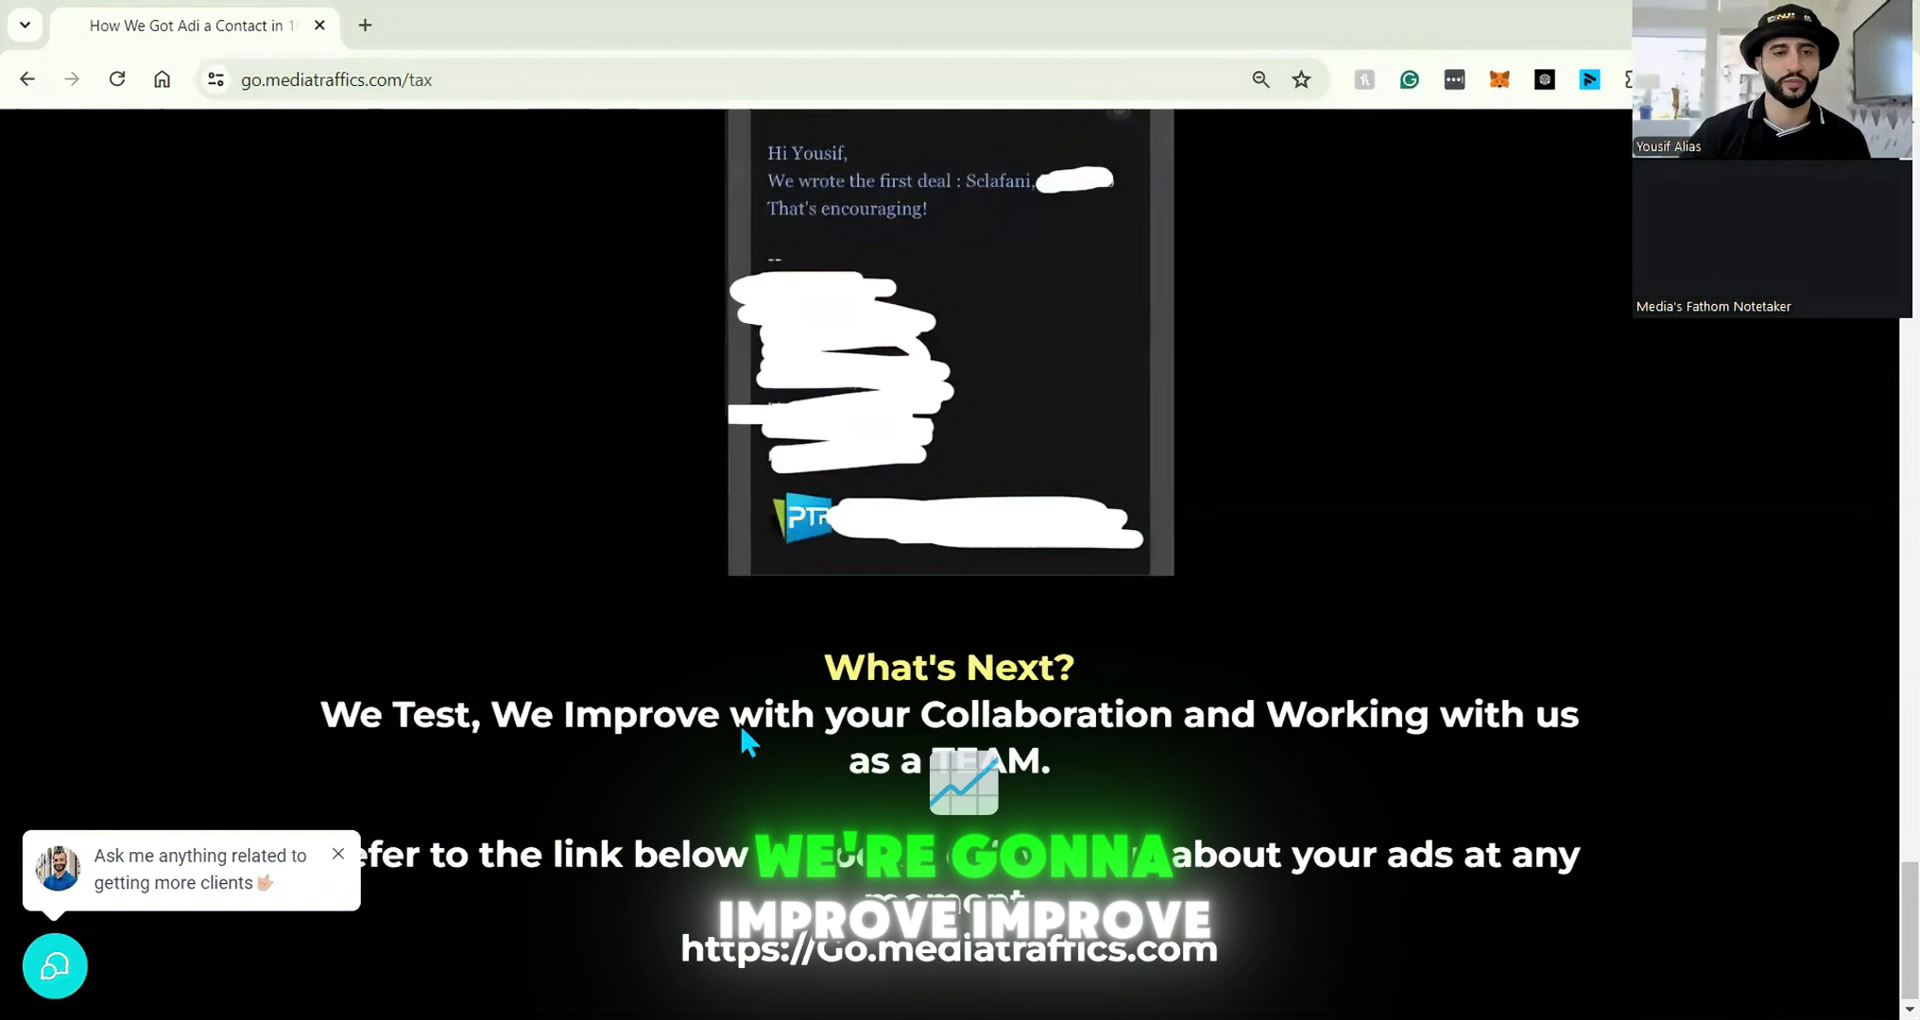 How We Got Adi a Contact in
go.mediatraffics.com/tax
Yousif Alias
Media's Fathom Notetaker
Hi Yousif,
We wrote the first deal : Sclafani,
That's encouraging!
--
What's Next?
We Test, We Improve with your Collaboration and Working with us
as a TEAM.
to the link below about your ads at any
moment
WE'RE GONNA
IMPROVE IMPROVE
https://Go.mediatraffics.com
Ask me anything related to
getting more clients🤟🏼